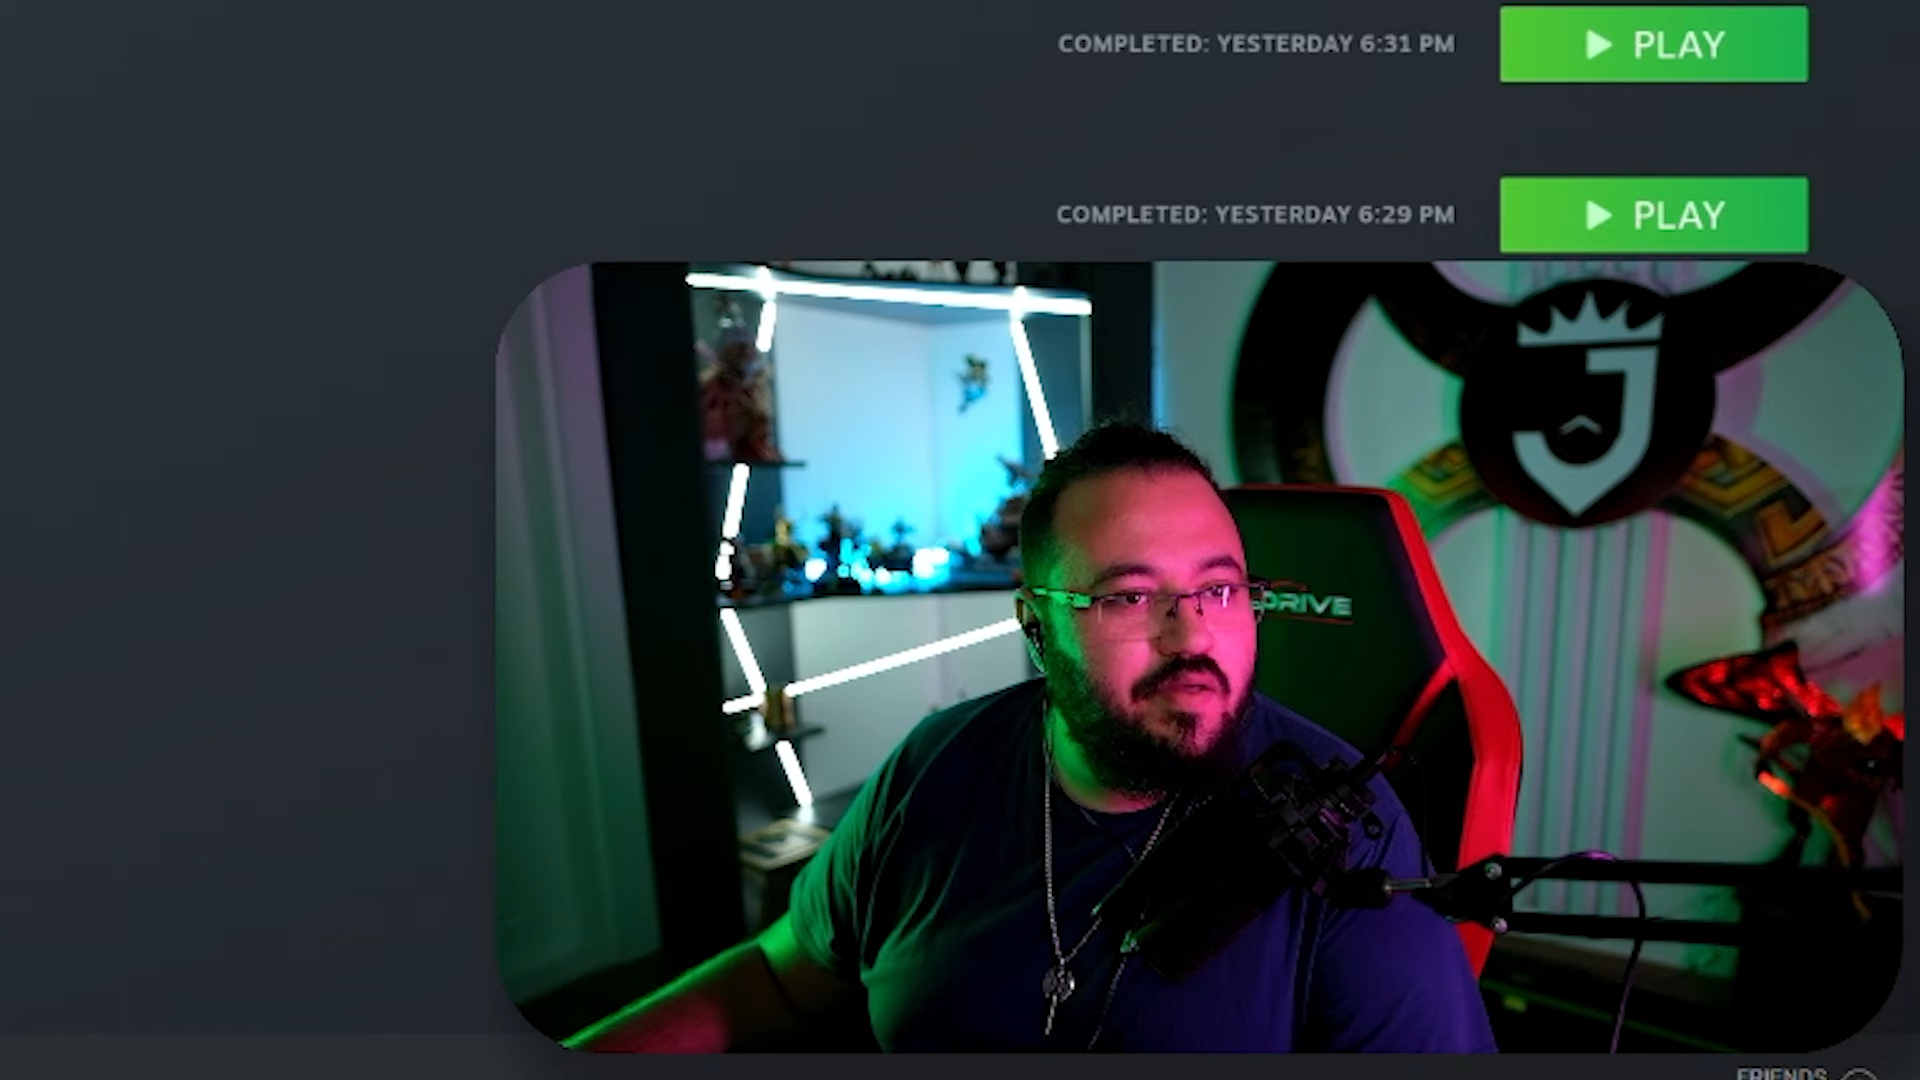 COMPLETED: YESTERDAY 6:31 PM
PLAY
COMPLETED: YESTERDAY 6:29 PM
PLAY
DRIVE
J
FRIENDS